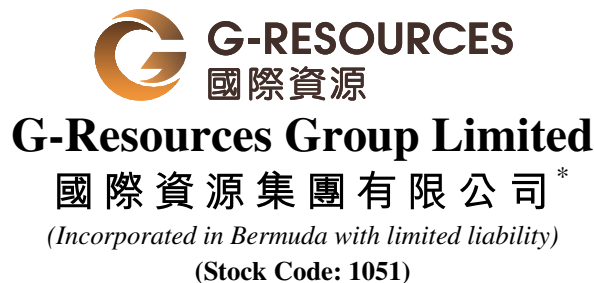 G-RESOURCES
國際資源
G-Resources Group Limited
國際資源集團有限公司*
(Incorporated in Bermuda with limited liability)
(Stock Code: 1051)